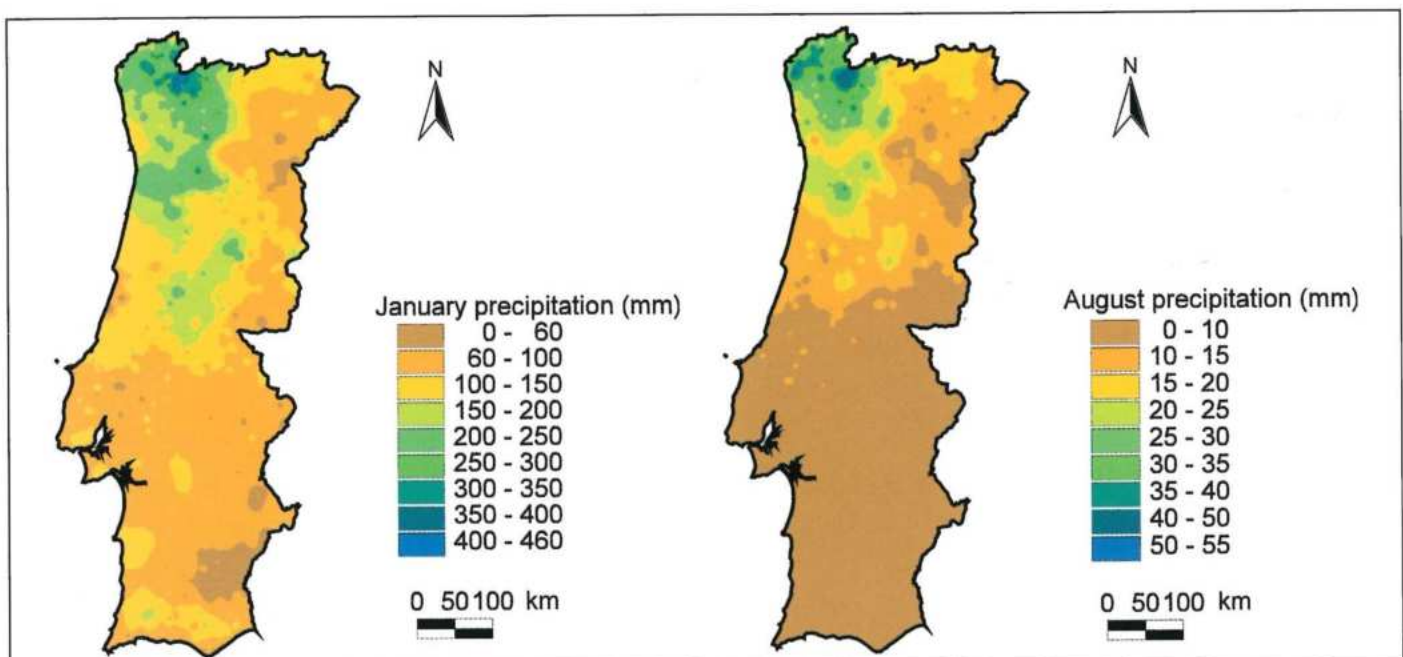 N
January precipitation (mm)
0 - 60
60 - 100
100 - 150
150 - 200
200 - 250
250 - 300
300 - 350
350 - 400
400 - 460
0 50 100 km
N
August precipitation (mm)
0 - 10
10 - 15
15 - 20
20 - 25
25 - 30
30 - 35
35 - 40
40 - 50
50 - 55
0 50 100 km